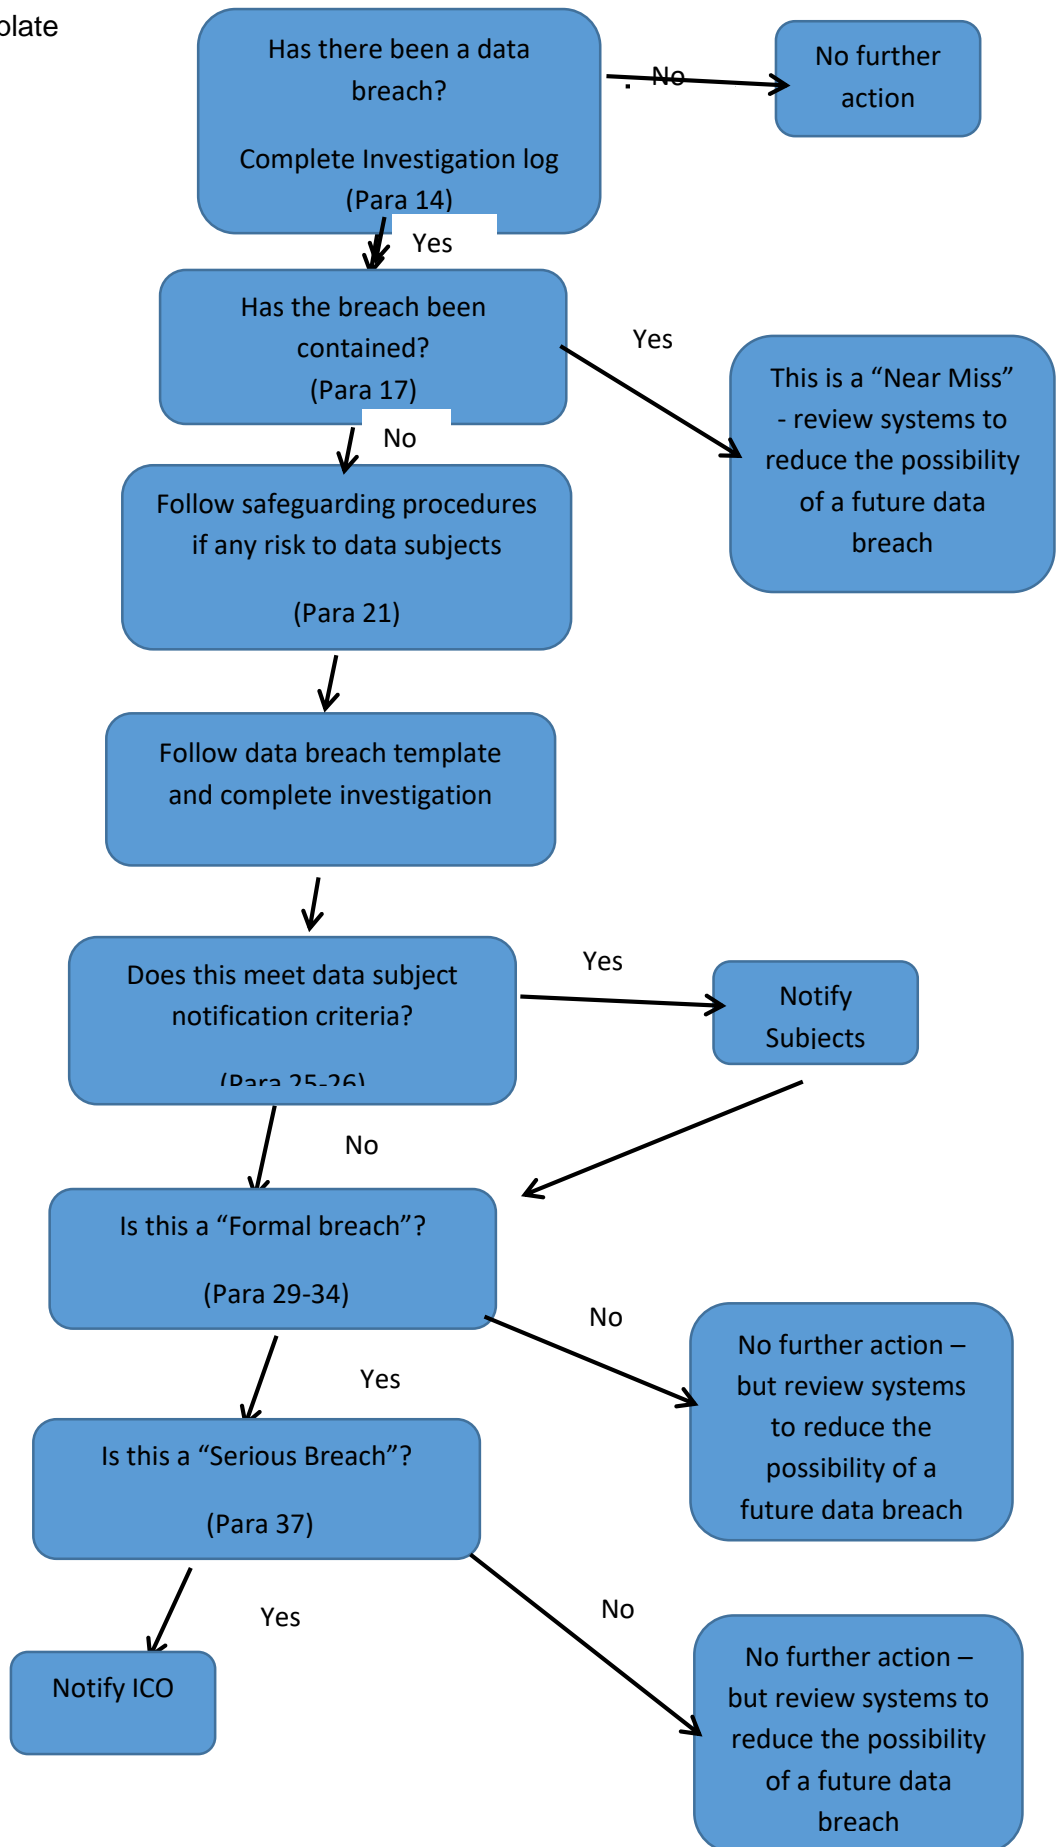 plate
Has there been a data
breach?
Complete Investigation log
(Para 14)
. No
No further
action
Yes
Has the breach been
contained?
(Para 17)
Yes
This is a “Near Miss”
- review systems to
reduce the possibility
of a future data
breach
No
Follow safeguarding procedures
if any risk to data subjects
(Para 21)
Follow data breach template
and complete investigation
Does this meet data subject
notification criteria?
(Para 25-26)
Yes
Notify
Subjects
No
Is this a “Formal breach”?
(Para 29-34)
No
No further action –
but review systems
to reduce the
possibility of a
future data breach
Yes
Is this a “Serious Breach”?
(Para 37)
Yes
No
Notify ICO
No further action –
but review systems to
reduce the possibility
of a future data
breach